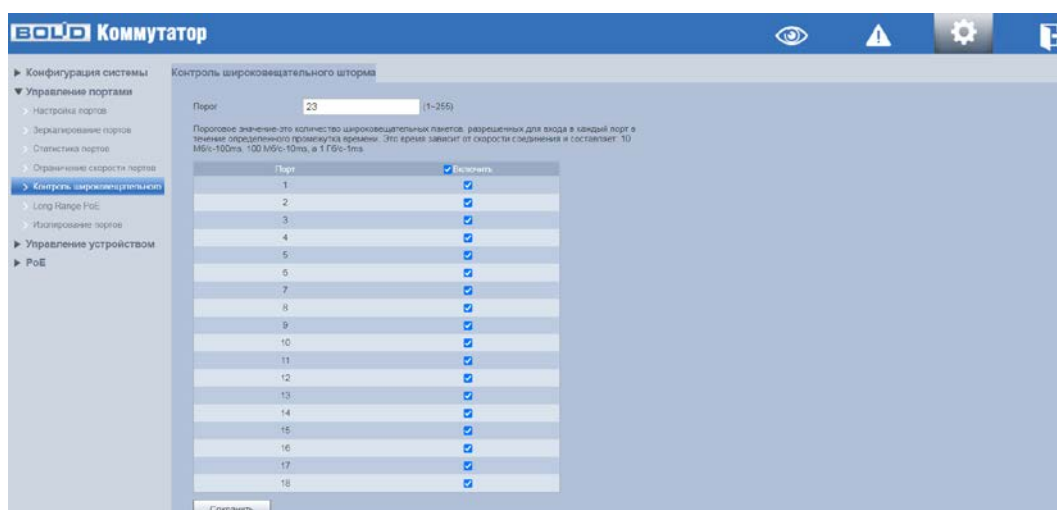 BOLID Коммутатор
Конфигурация системы
Управление портами
Настройка портов
Зеркалирование портов
Статистика портов
Ограничение скорости портов
Контроль широковещательного
Long Range PoE
Изолирование портов
Управление устройством
PoE
Контроль широковещательного шторма
Порог 23 (1~255)
Пороговое значение-это количество широковещательных пакетов, разрешенных для входа в каждый порт в
течение определенного промежутка времени. Это время зависит от скорости соединения и составляет: 10
Мб/с-100ms, 100 Мб/с-10ms, а 1 Гб/с-1ms.
Порт Включить
1
2
3
4
5
6
7
8
9
10
11
12
13
14
15
16
17
18
Сохранить